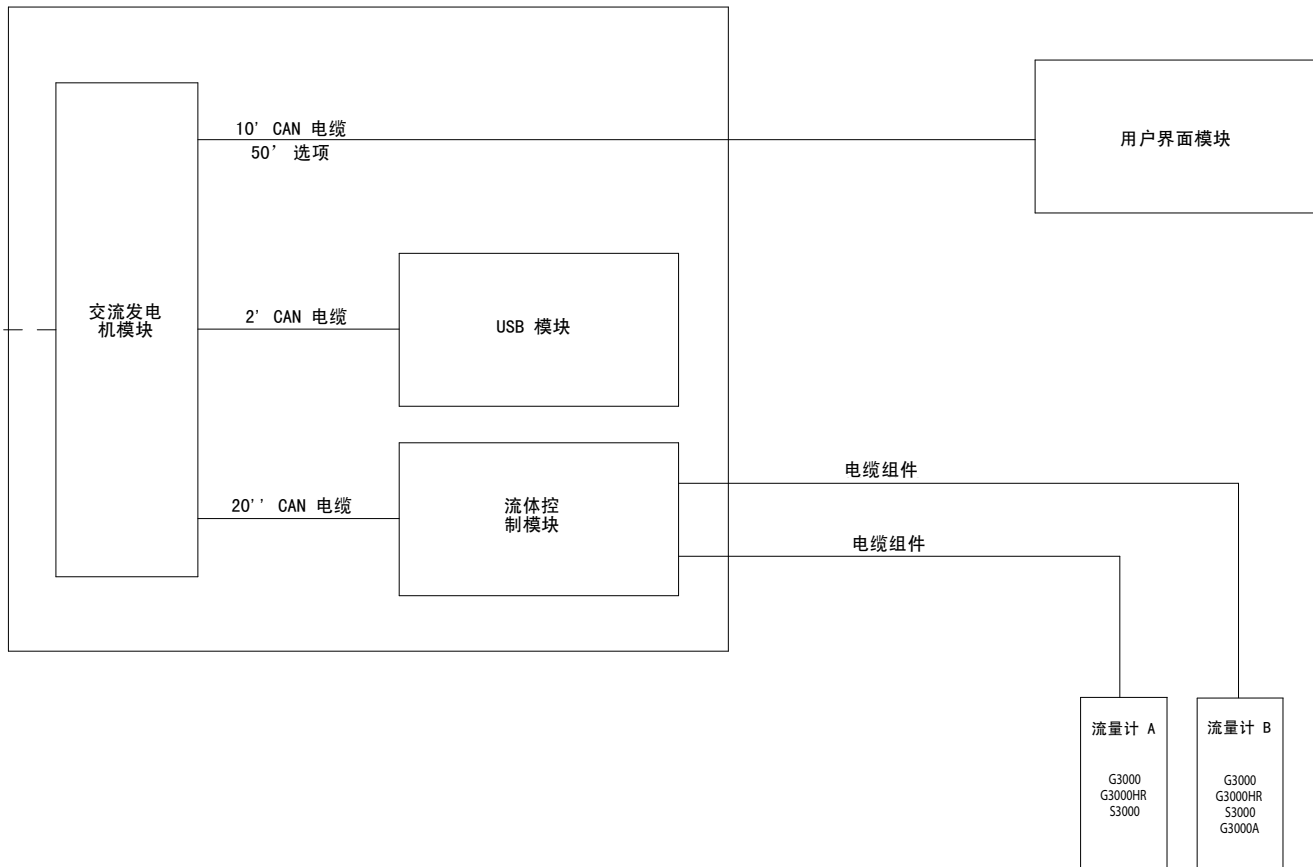 10' CAN 电缆
50' 选项
用户界面模块
交流发电
机模块
2' CAN 电缆
USB 模块
20'' CAN 电缆
流体控
制模块
电缆组件
电缆组件
流量计 A
G3000
G3000HR
S3000
流量计 B
G3000
G3000HR
S3000
G3000A